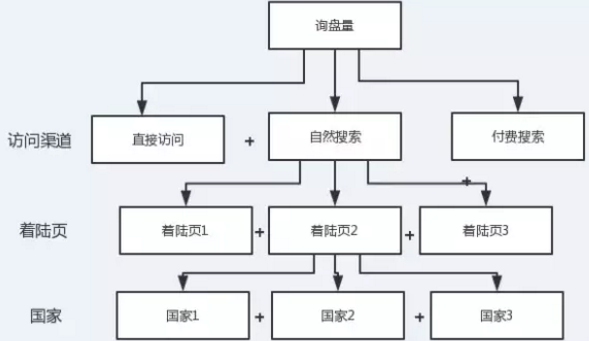 询盘量
访问渠道 直接访问 + 自然搜索 付费搜索
+
着陆页 着陆页1 + 着陆页2 + 着陆页3
国家 国家1 + 国家2 + 国家3